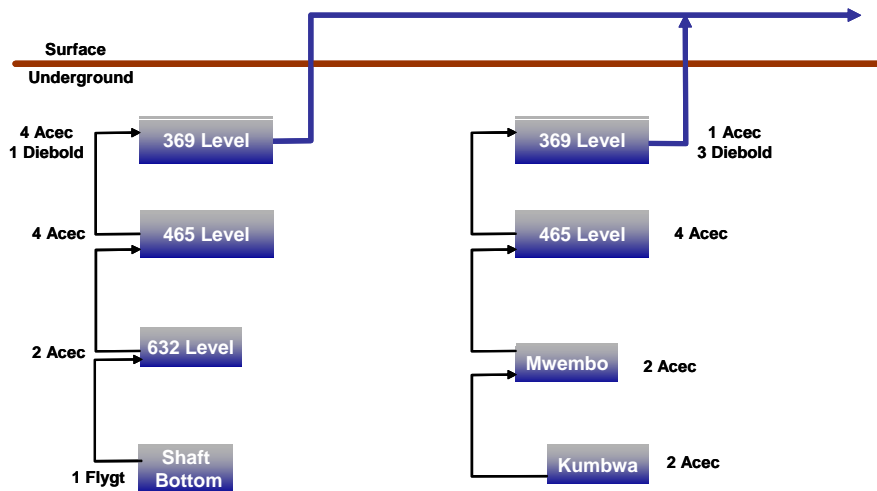 Surface
Underground
4 Acec
1 Diebold
369 Level
369 Level
1 Acec
3 Diebold
4 Acec
465 Level
465 Level
4 Acec
2 Acec
632 Level
Mwembo
2 Acec
1 Flygt
Shaft
Bottom
Kumbwa
2 Acec